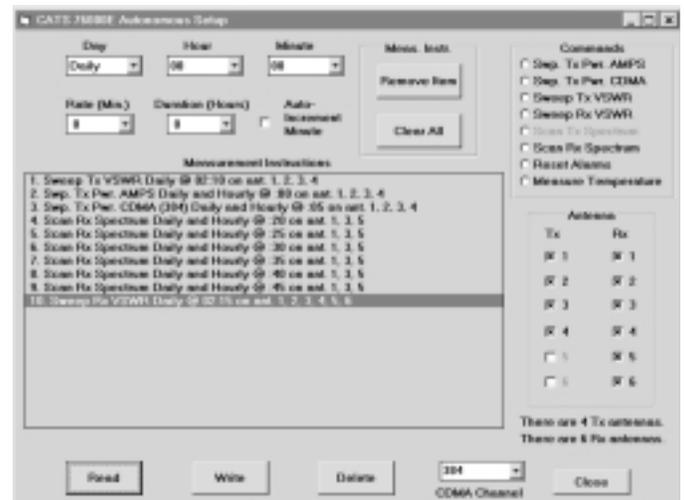 CATS 26000E Autonomous Setup
Day Hour Minute
Daily 00 00
Rate (Min.) Duration (Hours) Auto-Increment Minute
Meas. Instr.
Remove Item
Clear All
Commands
Swp. Tx Pwr. AMPS
Swp. Tx Pwr. CDMA
Sweep Tx VSWR
Sweep Rx VSWR
Scan Tx Spectrum
Scan Rx Spectrum
Reset Alarms
Measure Temperature
Measurement Instructions
1. Sweep Tx VSWR Daily @ 02:10 on ant. 1, 2, 3, 4
2. Swp. Tx Pwr. AMPS Daily and Hourly @ :00 on ant. 1, 2, 3, 4
3. Swp. Tx Pwr. CDMA (384) Daily and Hourly @ :05 on ant. 1, 2, 3, 4
4. Scan Rx Spectrum Daily and Hourly @ :20 on ant. 1, 3, 5
5. Scan Rx Spectrum Daily and Hourly @ :25 on ant. 1, 3, 5
6. Scan Rx Spectrum Daily and Hourly @ :30 on ant. 1, 3, 5
7. Scan Rx Spectrum Daily and Hourly @ :35 on ant. 1, 3, 5
8. Scan Rx Spectrum Daily and Hourly @ :40 on ant. 1, 3, 5
9. Scan Rx Spectrum Daily and Hourly @ :45 on ant. 1, 3, 5
10. Sweep Rx VSWR Daily @ 02:15 on ant. 1, 2, 3, 4, 5, 6
Antenna
Tx Rx
1 1
2 2
3 3
4 4
5 5
6 6
There are 4 Tx antennas.
There are 6 Rx antennas.
Read Write Delete
384
CDMA Channel
Close